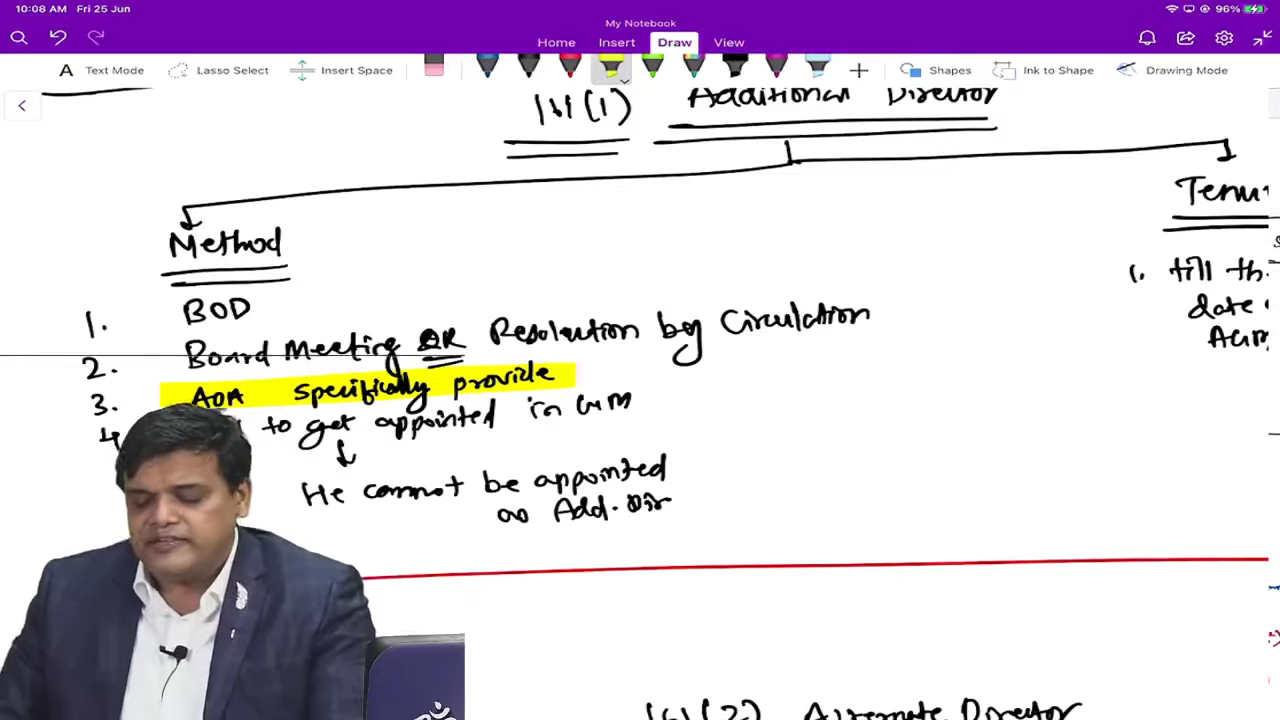 10:08 AM Fri 25 Jun
96%
My Notebook
Home Insert Draw View
Text Mode Lasso Select Insert Space Shapes Ink to Shape Drawing Mode
161(1) Additional Director
Method
Tenu
1. BOD
2. Board Meeting OR Resolution by Circulation
3. AOA specifically provide
4 to get appointed in GM
He cannot be appointed
as Add. Dir
1. till th
date
AGM
161(2) Alternate Director